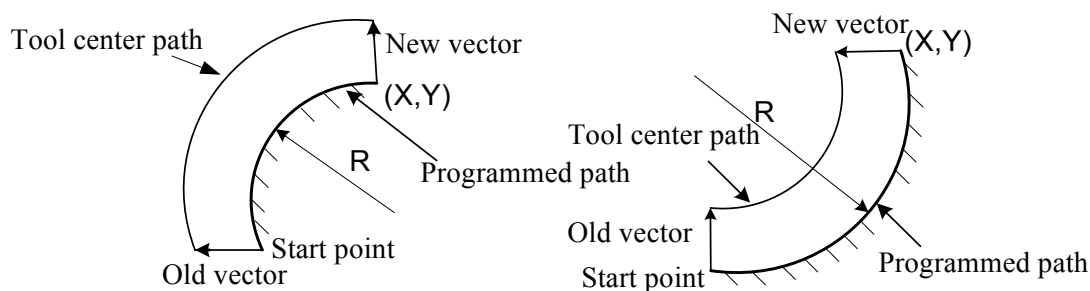 Tool center path
New vector
(X,Y)
R
Programmed path
Start point
Old vector
New vector
(X,Y)
R
Tool center path
Old vector
Start point
Programmed path